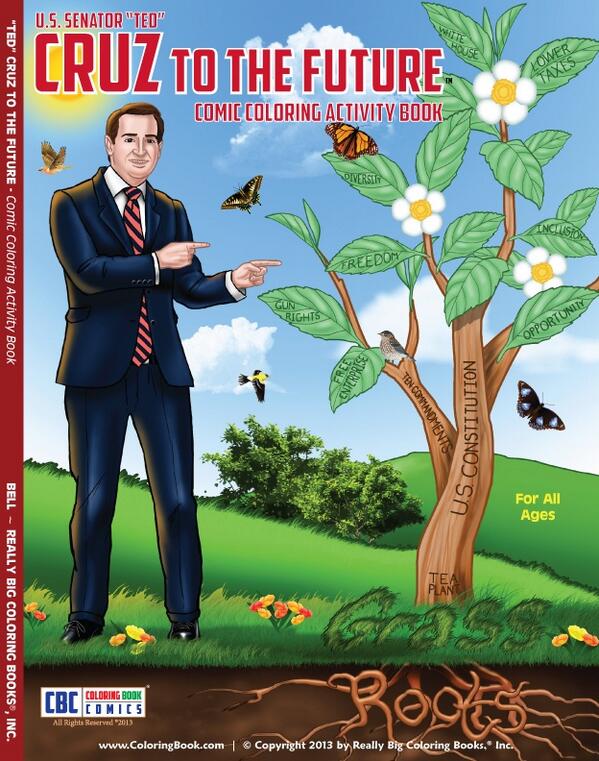 U.S. SENATOR "TED"
CRUZ TO THE FUTURE™
COMIC COLORING ACTIVITY BOOK
"TED" CRUZ TO THE FUTURE - Comic Coloring Activity Book
BELL ~ REALLY BIG COLORING BOOKS®, INC.
WHITE HOUSE
LOWER TAXES
DIVERSITY
INCLUSION
FREEDOM
GUN RIGHTS
OPPORTUNITY
FREE ENTERPRISE
TEN COMMANDMENTS
U.S. CONSTITUTION
For All
Ages
TEA
PLANT
Grass
Roots
CBC COLORING BOOK COMICS®
All Rights Reserved ©2013
www.ColoringBook.com | © Copyright 2013 by Really Big Coloring Books,® Inc.